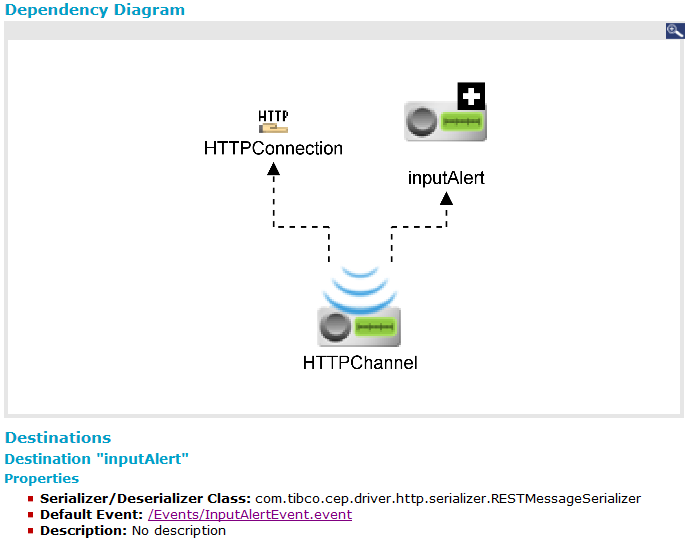 Dependency Diagram
HTTP
HTTPConnection
inputAlert
HTTPChannel
Destinations
Destination "inputAlert"
Properties
Serializer/Deserializer Class: com.tibco.cep.driver.http.serializer.RESTMessageSerializer
Default Event: /Events/InputAlertEvent.event
Description: No description